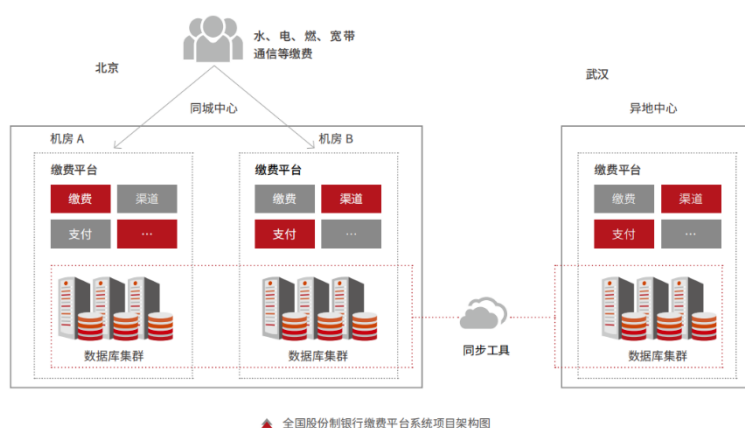 水、电、燃、宽带
通信等缴费
北京
武汉
同城中心
异地中心
机房 A
机房 B
缴费平台
缴费
渠道
支付
…
数据库集群
缴费平台
缴费
渠道
支付
…
数据库集群
同步工具
缴费平台
缴费
渠道
支付
…
数据库集群
全国股份制银行缴费平台系统项目架构图